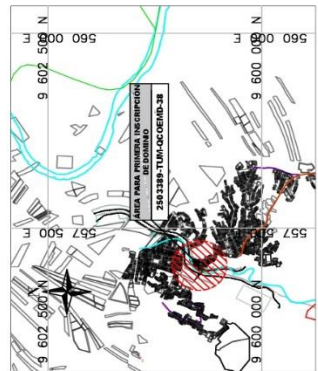 9 602 500 N
560 000 E
560 500 E
9 600 000 N
ÁREA PARA PRIMERA INSCRIPCIÓN
DE DOMINIO
2503389-TUM-QCOEMD-38
557 500 E
557 000 E
9 602 500 N
9 600 000 N